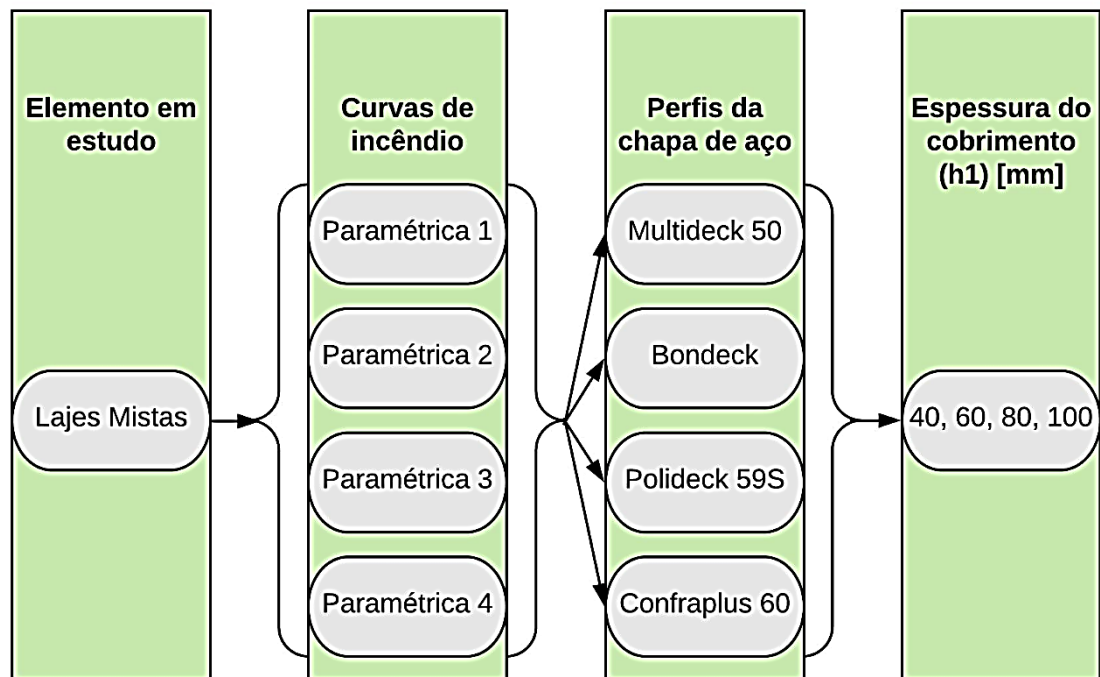 Elemento em
estudo
Lajes Mistas
Curvas de
incêndio
Paramétrica 1
Paramétrica 2
Paramétrica 3
Paramétrica 4
Perfis da
chapa de aço
Multideck 50
Bondeck
Polideck 59S
Confraplus 60
Espessura do
cobrimento
(h1) [mm]
40, 60, 80, 100